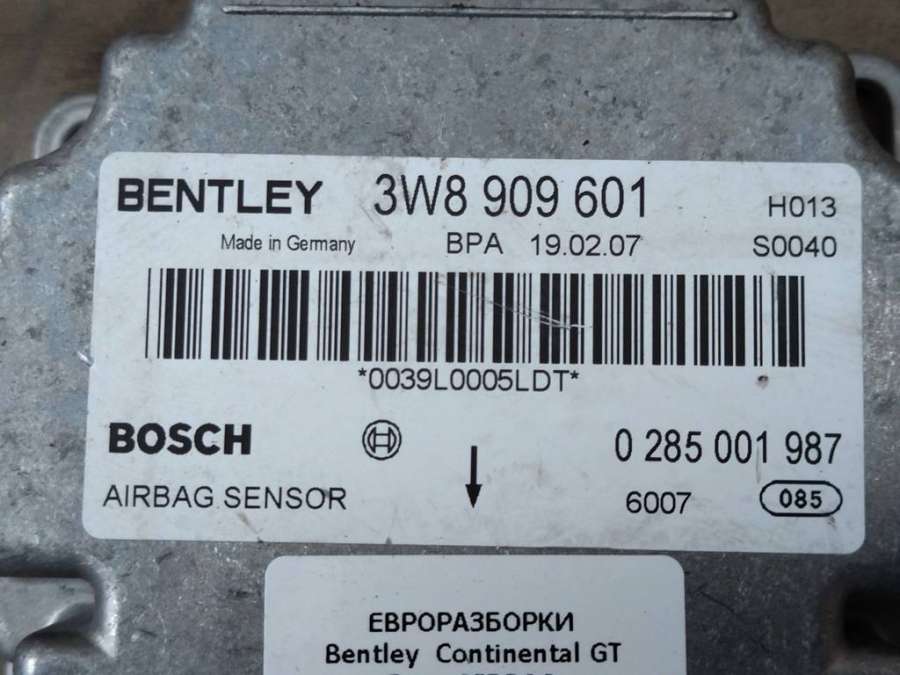 BENTLEY 3W8 909 601 H013
Made in Germany BPA 19.02.07 S0040
*0039L0005LDT*
BOSCH 0 285 001 987
AIRBAG SENSOR 6007 085
ЕВРОРАЗБОРКИ
Bentley Continental GT